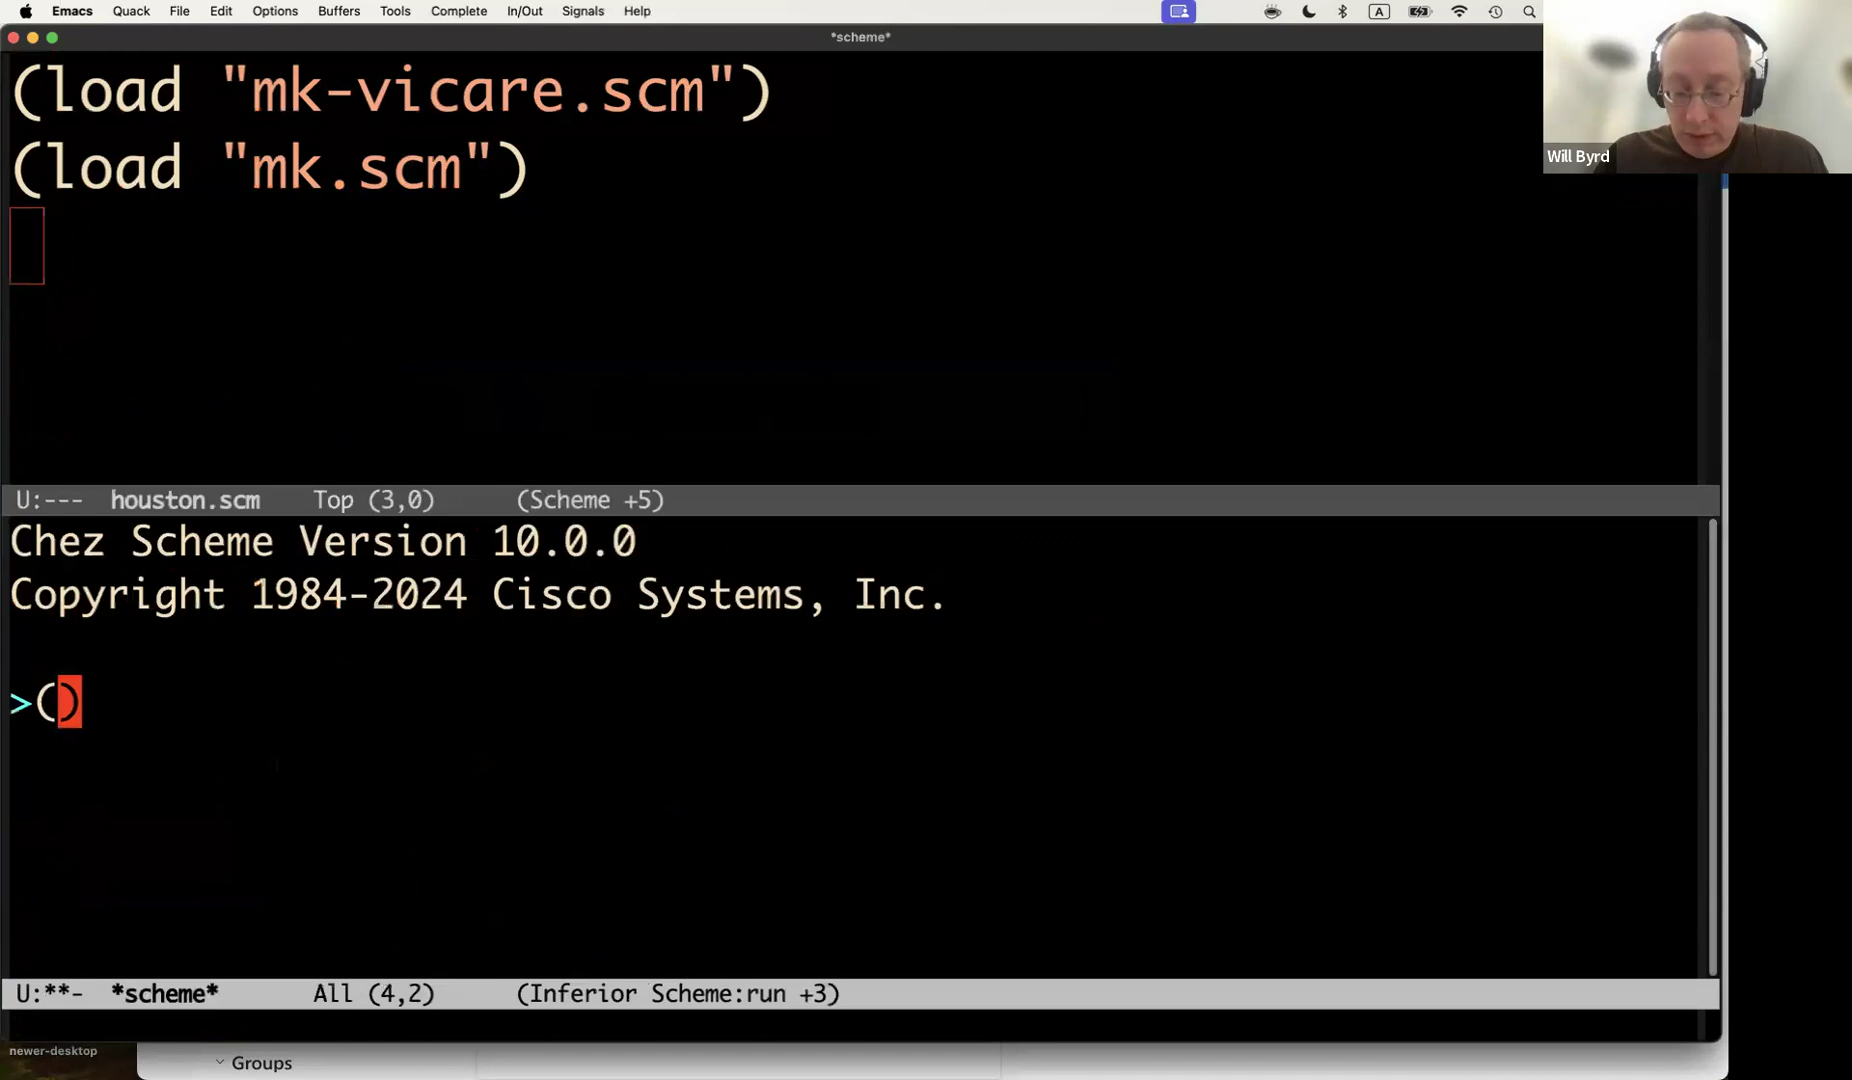 Emacs Quack File Edit Options Buffers Tools Complete In/Out Signals Help A
*scheme*
(load "mk-vicare.scm")
(load "mk.scm")
Will Byrd
U:--- houston.scm Top (3,0) (Scheme +5)
Chez Scheme Version 10.0.0
Copyright 1984-2024 Cisco Systems, Inc.
>()
U:**- *scheme* All (4,2) (Inferior Scheme:run +3)
newer-desktop
Groups